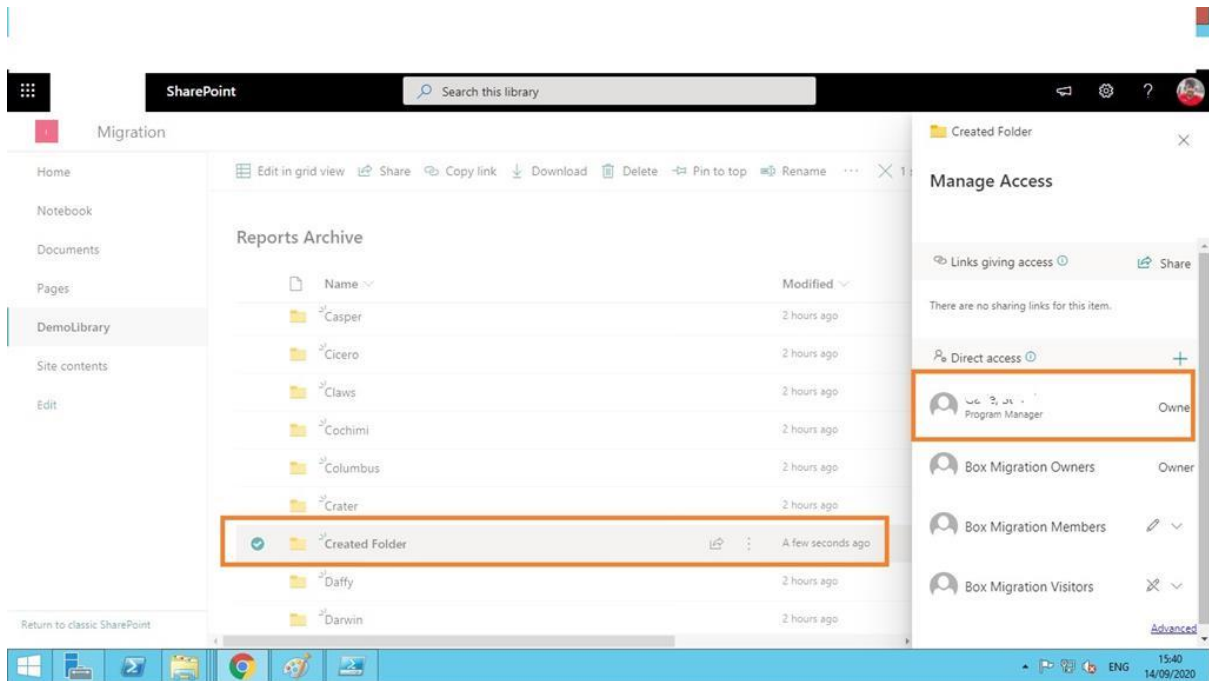 SharePoint
Search this library
?
Migration
Home
Notebook
Documents
Pages
DemoLibrary
Site contents
Edit
Return to classic SharePoint
Edit in grid view Share Copy link Download Delete Pin to top Rename ... 1
Reports Archive
Name Modified
Casper 2 hours ago
Cicero 2 hours ago
Claws 2 hours ago
Cochimi 2 hours ago
Columbus 2 hours ago
Crater 2 hours ago
Created Folder A few seconds ago
Daffy 2 hours ago
Darwin 2 hours ago
Created Folder
Manage Access
Links giving access Share
There are no sharing links for this item.
Direct access
Program Manager Owne
Box Migration Owners Owner
Box Migration Members
Box Migration Visitors
Advanced
ENG 15:40
14/09/2020